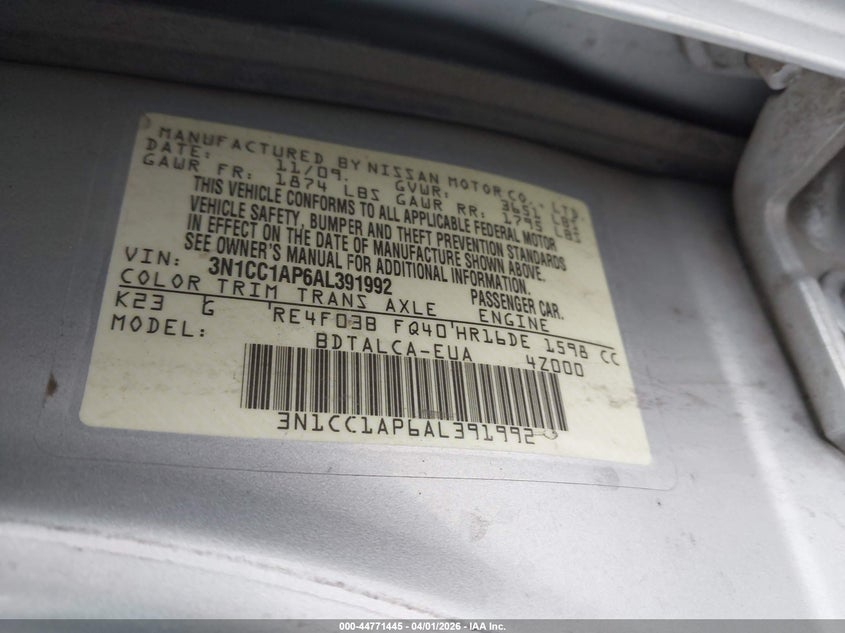 MANUFACTURED BY NISSAN MOTOR CO., LTD.
DATE: 11/09. GVWR: LBS
GAWR FR: 1874 LBS GAWR RR: 1745 LBS
THIS VEHICLE CONFORMS TO ALL APPLICABLE FEDERAL MOTOR
VEHICLE SAFETY, BUMPER AND THEFT PREVENTION STANDARDS
IN EFFECT ON THE DATE OF MANUFACTURE SHOWN ABOVE.
SEE OWNER'S MANUAL FOR ADDITIONAL INFORMATION.
VIN: 3N1CC1AP6AL391992 PASSENGER CAR.
COLOR TRIM TRANS AXLE ENGINE
K23 G RE4F03B FQ40 HR16DE 1598 CC
MODEL: BDTALCA-EUA 4Z000
3N1CC1AP6AL391992
000-44771445 04/01/2026 IAA Inc.